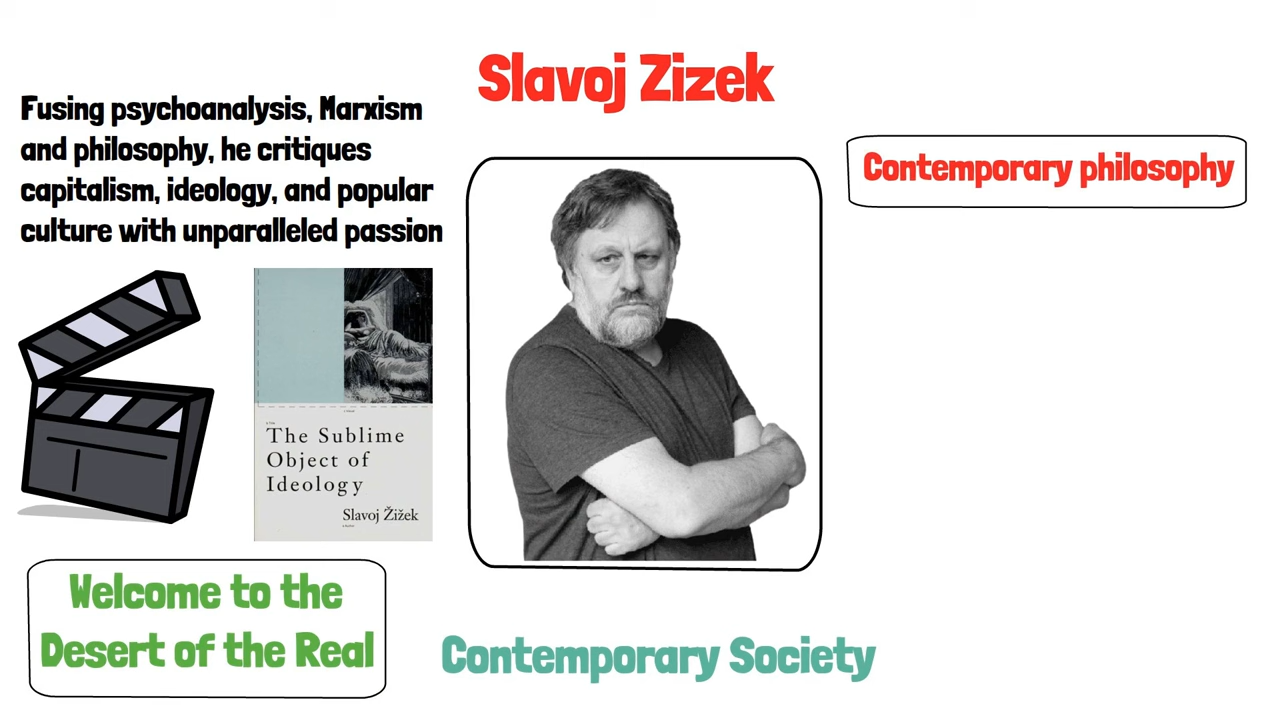 Slavoj Zizek
Fusing psychoanalysis, Marxism
and philosophy, he critiques
capitalism, ideology, and popular
culture with unparalleled passion
Contemporary philosophy
The Sublime
Object of
Ideology
Slavoj Žižek
Welcome to the
Desert of the Real
Contemporary Society